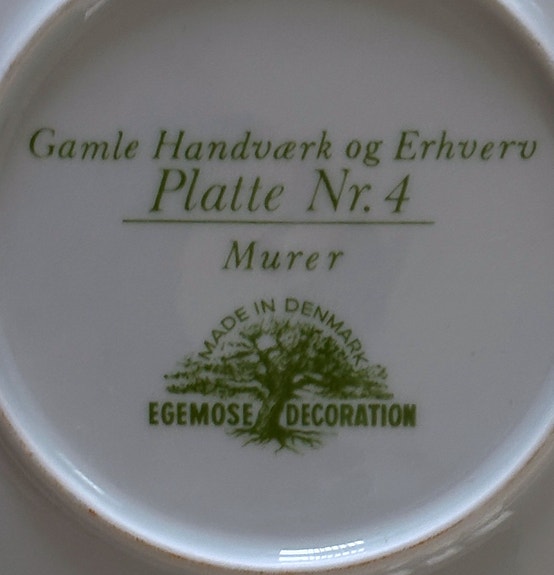 Gamle Handværk og Erhverv
Platte Nr. 4
Murer
MADE IN DENMARK
EGEMOSE DECORATION